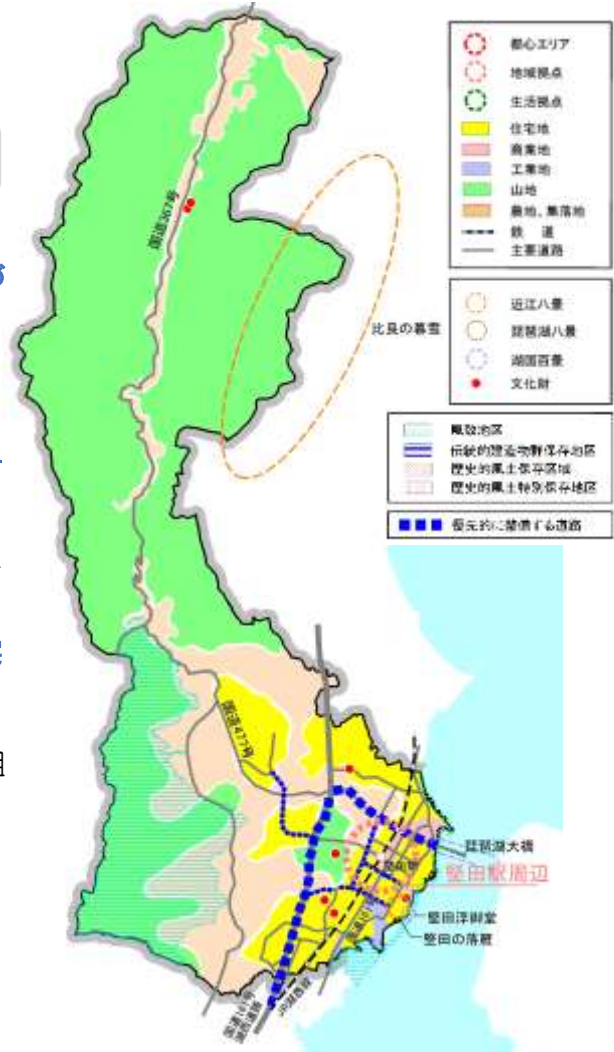 都心エリア
地域拠点
生活拠点
住宅地
商業地
工業地
山地
農地、集落地
鉄　道
主要道路
近江八景
琵琶湖八景
湖国百景
文化財
風致地区
伝統的建造物群保存地区
歴史的風土保存区域
歴史的風土特別保存地区
優先的に整備する道路
国道367号
比良の暮雪
国道477号
琵琶湖大橋
堅田駅周辺
堅田浮御堂
堅田の落雁
JR湖西線